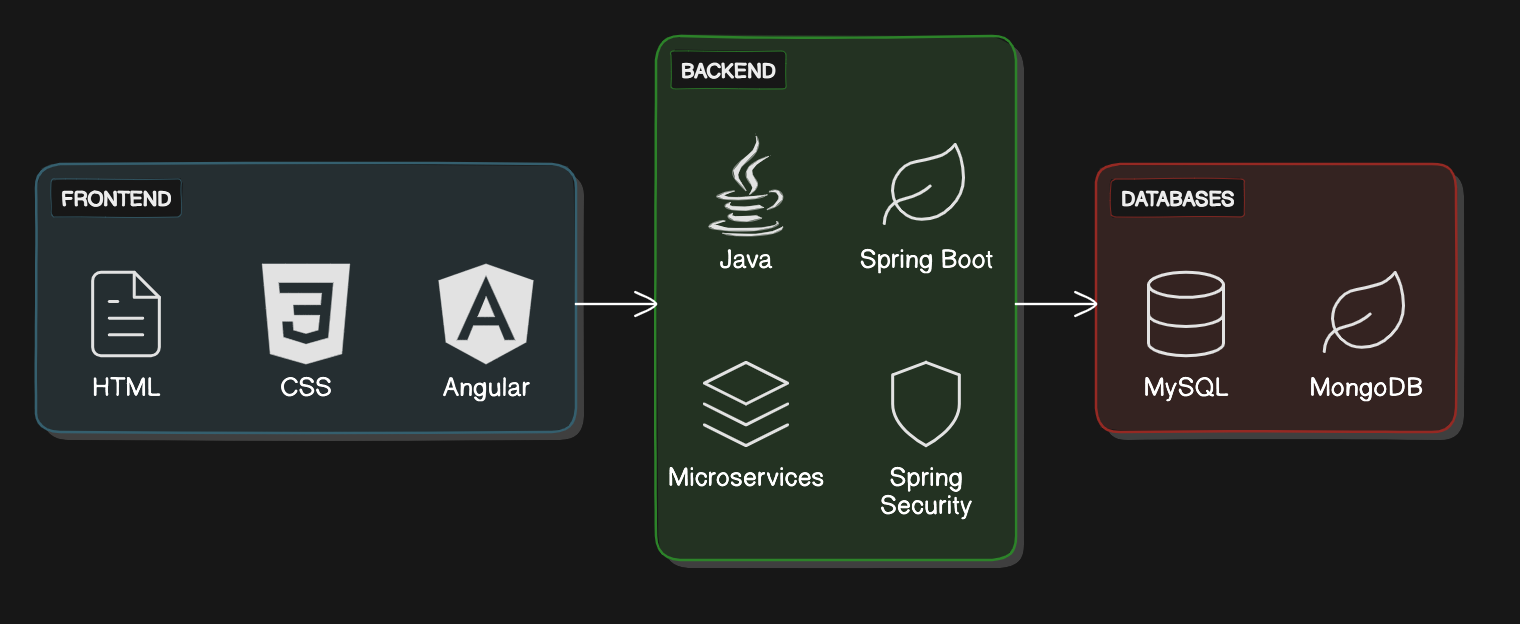 FRONTEND
HTML
CSS
Angular
BACKEND
Java
Spring Boot
Microservices
Spring
Security
DATABASES
MySQL
MongoDB